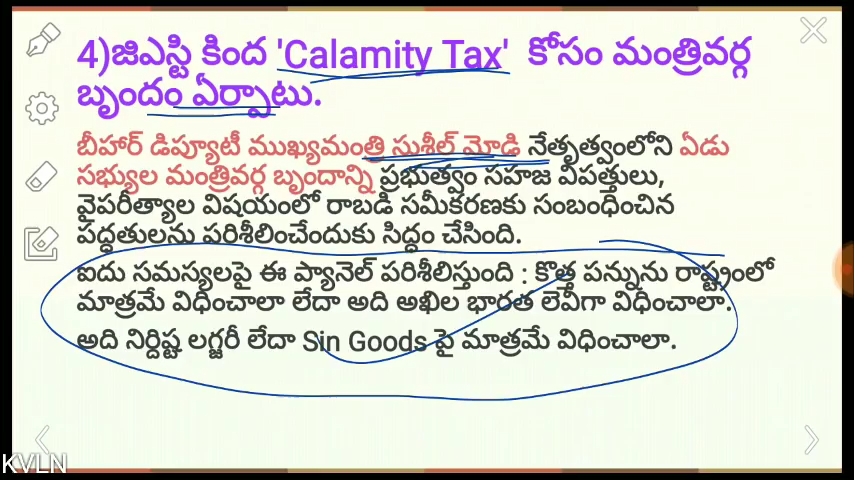 4)జిఎస్టి కింద 'Calamity Tax' కోసం మంత్రివర్గ
బృందం ఏర్పాటు.
బీహార్ డిప్యూటీ ముఖ్యమంత్రి సుశీల్ మోడి నేతృత్వంలోని ఏడు
సభ్యుల మంత్రివర్గ బృందాన్ని ప్రభుత్వం సహజ విపత్తులు,
వైపరీత్యాల విషయంలో రాబడి సమీకరణకు సంబంధించిన
పద్ధతులను పరిశీలించేందుకు సిద్ధం చేసింది.
ఐదు సమస్యలపై ఈ ప్యానెల్ పరిశీలిస్తుంది : కొత్త పన్నును రాష్ట్రంలో
మాత్రమే విధించాలా లేదా అది అఖిల భారత లెవీగా విధించాలా.
అది నిర్దిష్ట లగ్జరీ లేదా Sin Goods పై మాత్రమే విధించాలా.
KVLN